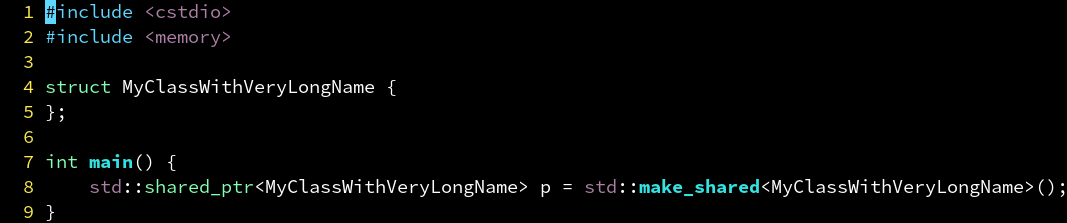 1 #include <cstdio>
2 #include <memory>
3
4 struct MyClassWithVeryLongName {
5 };
6
7 int main() {
8     std::shared_ptr<MyClassWithVeryLongName> p = std::make_shared<MyClassWithVeryLongName>();
9 }